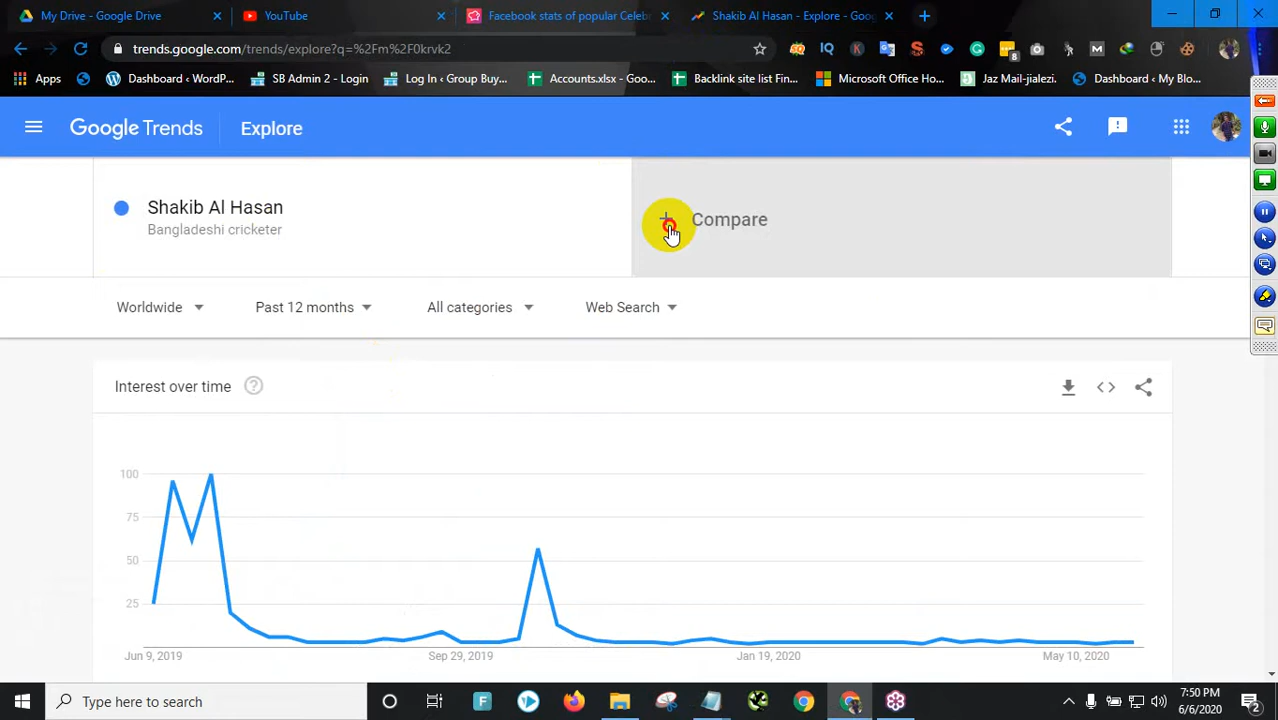 My Drive - Google Drive
YouTube
Facebook stats of popular Celebr
Shakib Al Hasan - Explore - Goog
trends.google.com/trends/explore?q=%2Fm%2F0krvk2
Apps
Dashboard ‹ WordP...
SB Admin 2 - Login
Log In ‹ Group Buy...
Accounts.xlsx - Goo...
Backlink site list Fin...
Microsoft Office Ho...
Jaz Mail-jialezi.
Dashboard ‹ My Blo...
Google Trends
Explore
Shakib Al Hasan
Bangladeshi cricketer
+ Compare
Worldwide
Past 12 months
All categories
Web Search
Interest over time
100
75
50
25
Jun 9, 2019
Sep 29, 2019
Jan 19, 2020
May 10, 2020
Type here to search
7:50 PM
6/6/2020